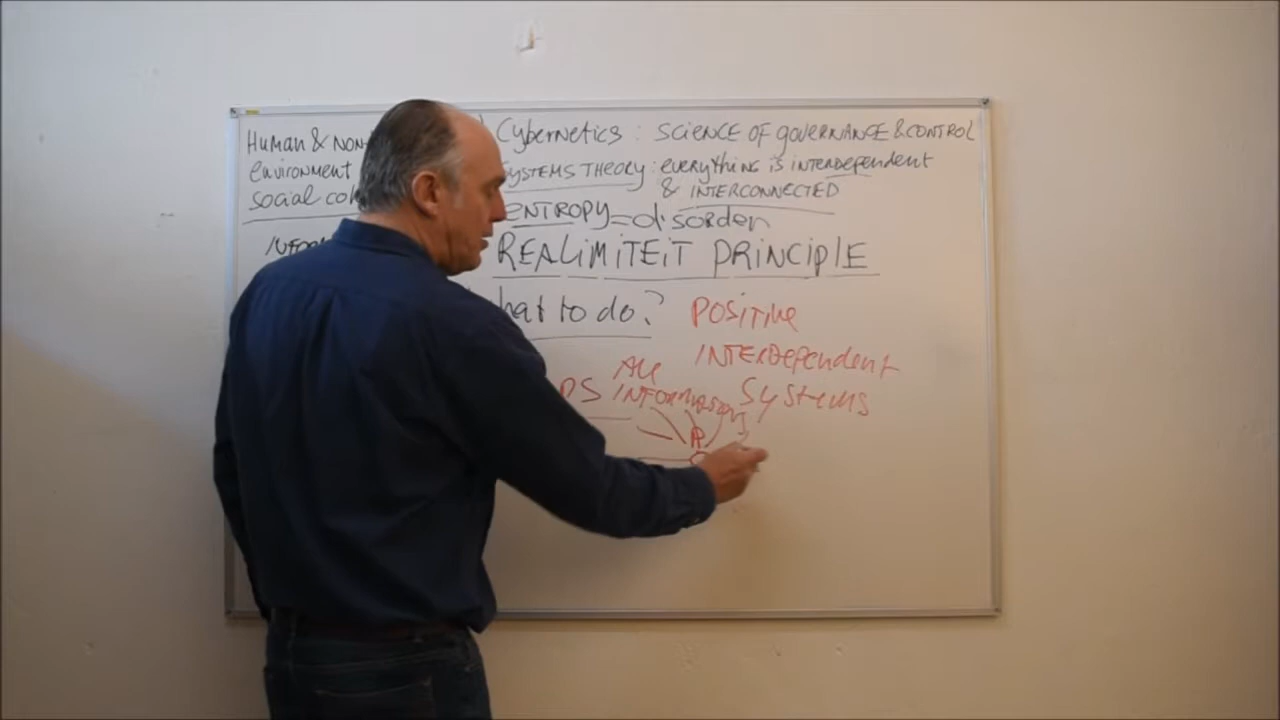 Human & NON-
environment
social co
Cybernetics : SCIENCE OF governance & control
SYSTEMS THEORY : everything is interdependent
& INTERCONNECTED
ENTROPY = disorder
INFO
REALIMITEIT PRINCIPLE
hat to do?
POSITIVE
INTERDependent
Systems
All
INFORMATION